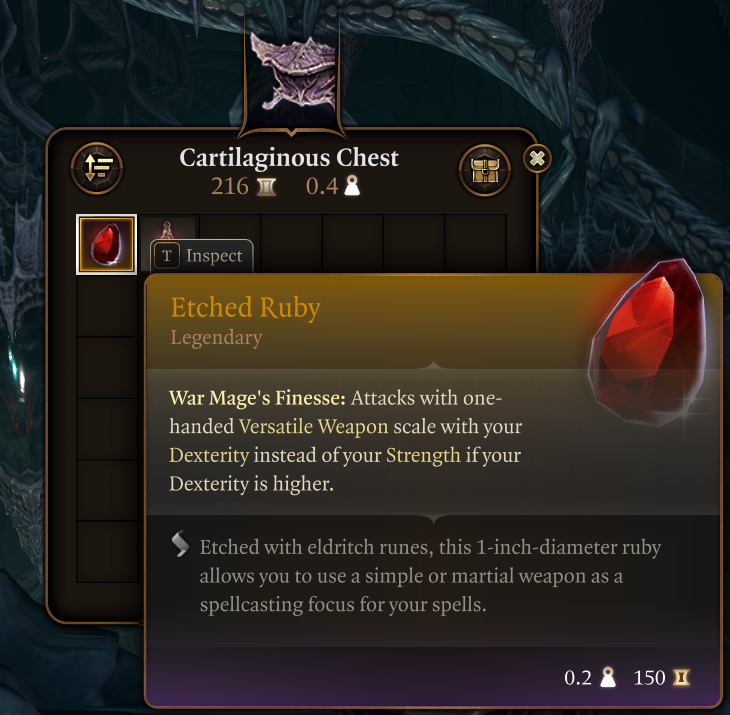 Cartilaginous Chest
216 0.4
T Inspect
Etched Ruby
Legendary
War Mage's Finesse: Attacks with one-
handed Versatile Weapon scale with your
Dexterity instead of your Strength if your
Dexterity is higher.
Etched with eldritch runes, this 1-inch-diameter ruby
allows you to use a simple or martial weapon as a
spellcasting focus for your spells.
0.2 150